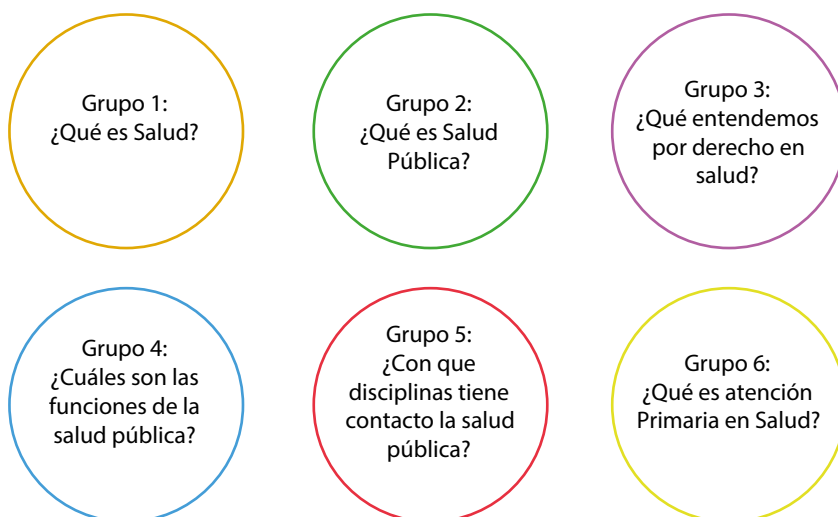 Grupo 1:
¿Qué es Salud?
Grupo 2:
¿Qué es Salud
Pública?
Grupo 3:
¿Qué entendemos
por derecho en
salud?
Grupo 4:
¿Cuáles son las
funciones de la
salud pública?
Grupo 5:
¿Con que
disciplinas tiene
contacto la salud
pública?
Grupo 6:
¿Qué es atención
Primaria en Salud?